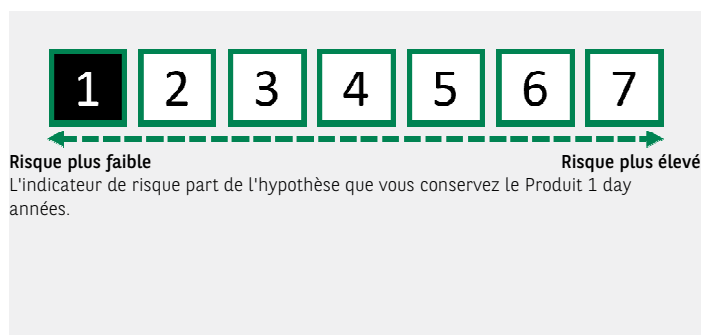 1 2 3 4 5 6 7
Risque plus faible Risque plus élevé
L'indicateur de risque part de l'hypothèse que vous conservez le Produit 1 day
années.